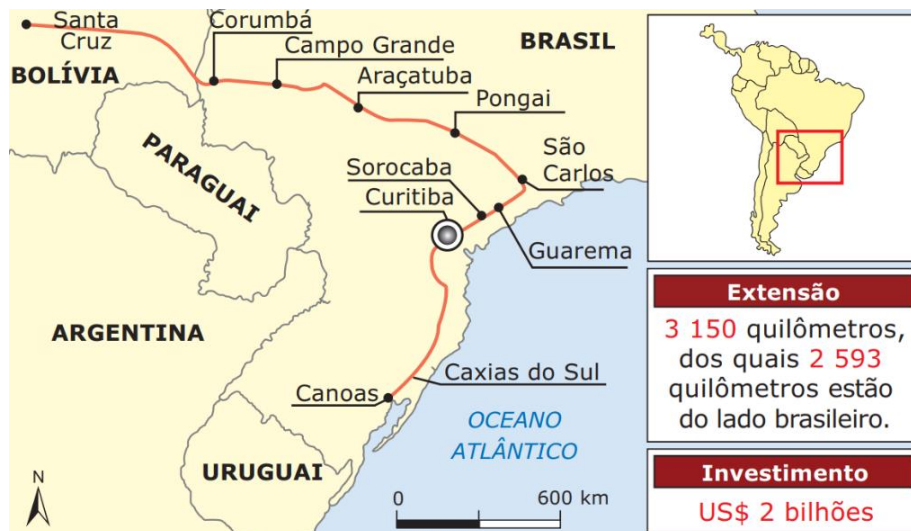 Santa
Cruz
Corumbá
Campo Grande
BRASIL
BOLÍVIA
Araçatuba
Pongai
PARAGUAI
São
Carlos
Sorocaba
Curitiba
Guarema
ARGENTINA
Caxias do Sul
Canoas
OCEANO
ATLÂNTICO
URUGUAI
N
0
600 km
Extensão
3 150 quilômetros,
dos quais 2 593
quilômetros estão
do lado brasileiro.
Investimento
US$ 2 bilhões